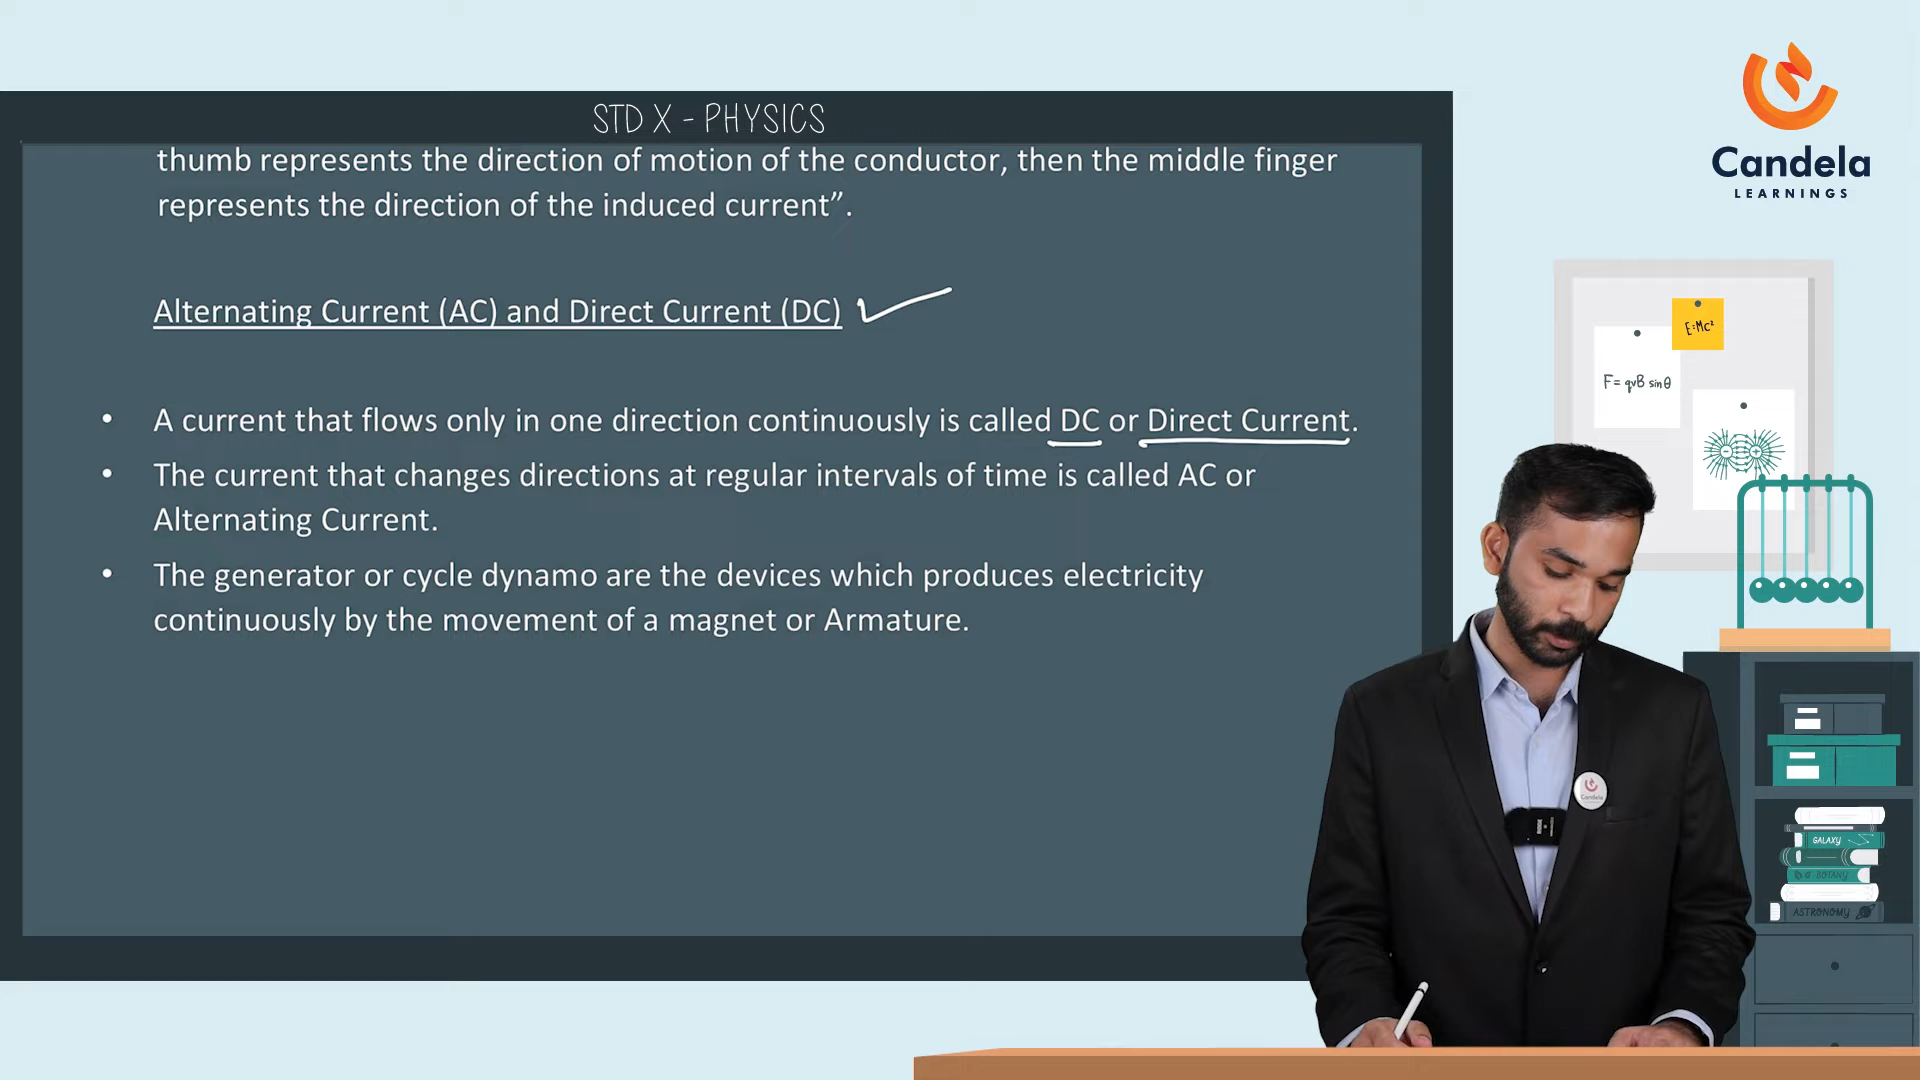 STD X - PHYSICS
thumb represents the direction of motion of the conductor, then the middle finger
represents the direction of the induced current”.
Alternating Current (AC) and Direct Current (DC)
• A current that flows only in one direction continuously is called DC or Direct Current.
• The current that changes directions at regular intervals of time is called AC or
Alternating Current.
• The generator or cycle dynamo are the devices which produces electricity
continuously by the movement of a magnet or Armature.
Candela
LEARNINGS
E=Mc²
F= qvB sinθ
Candela
GALAXY
BOTANY
ASTRONOMY